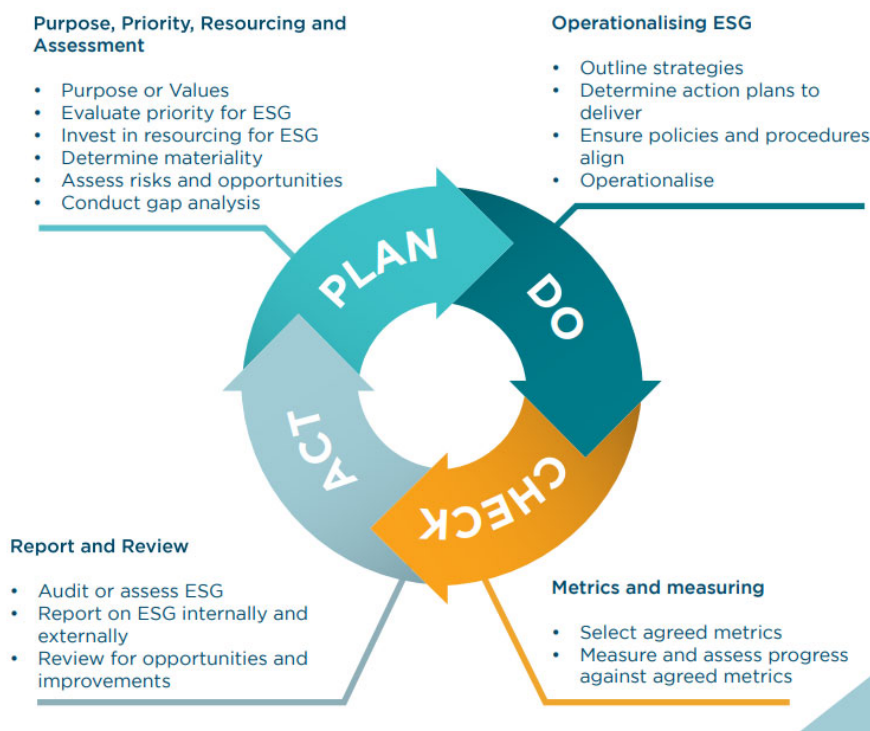 Purpose, Priority, Resourcing and
Assessment
• Purpose or Values
• Evaluate priority for ESG
• Invest in resourcing for ESG
• Determine materiality
• Assess risks and opportunities
• Conduct gap analysis
Operationalising ESG
• Outline strategies
• Determine action plans to
deliver
• Ensure policies and procedures
align
• Operationalise
PLAN
DO
CHECK
ACT
Report and Review
• Audit or assess ESG
• Report on ESG internally and
externally
• Review for opportunities and
improvements
Metrics and measuring
• Select agreed metrics
• Measure and assess progress
against agreed metrics